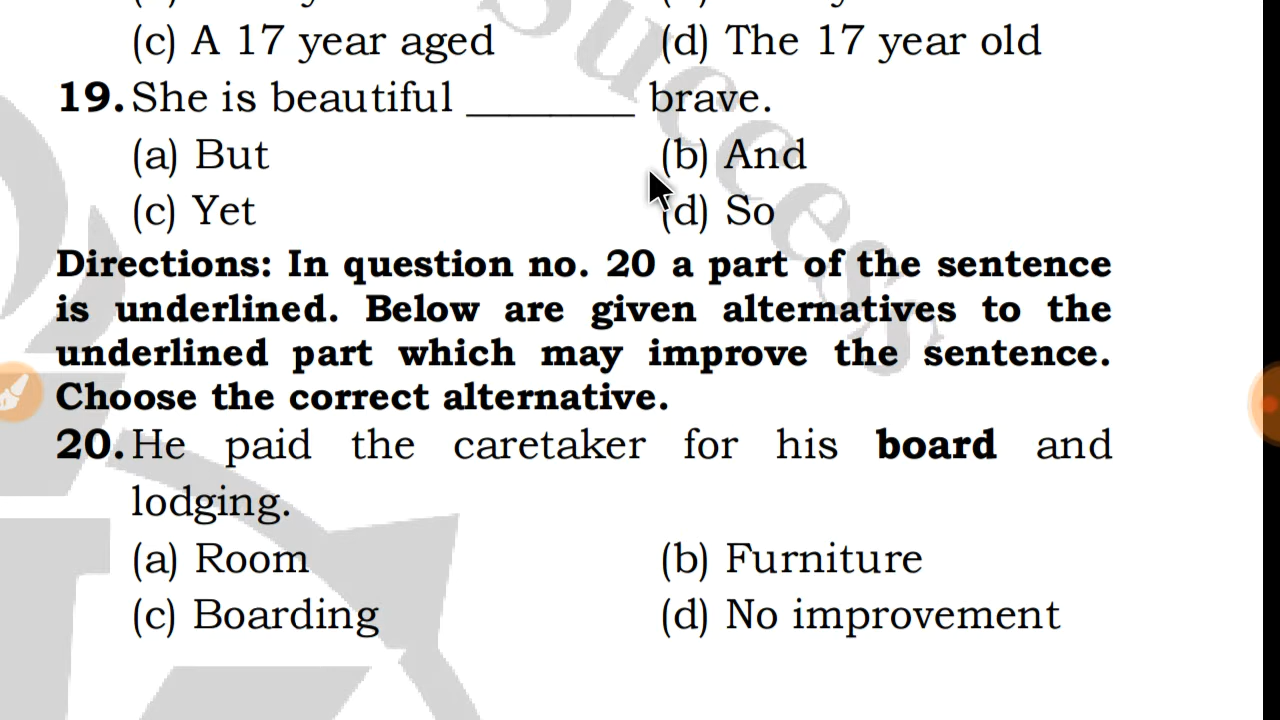 (c) A 17 year aged (d) The 17 year old
19. She is beautiful ________ brave.
(a) But (b) And
(c) Yet (d) So
Directions: In question no. 20 a part of the sentence
is underlined. Below are given alternatives to the
underlined part which may improve the sentence.
Choose the correct alternative.
20. He paid the caretaker for his board and
lodging.
(a) Room (b) Furniture
(c) Boarding (d) No improvement
Success